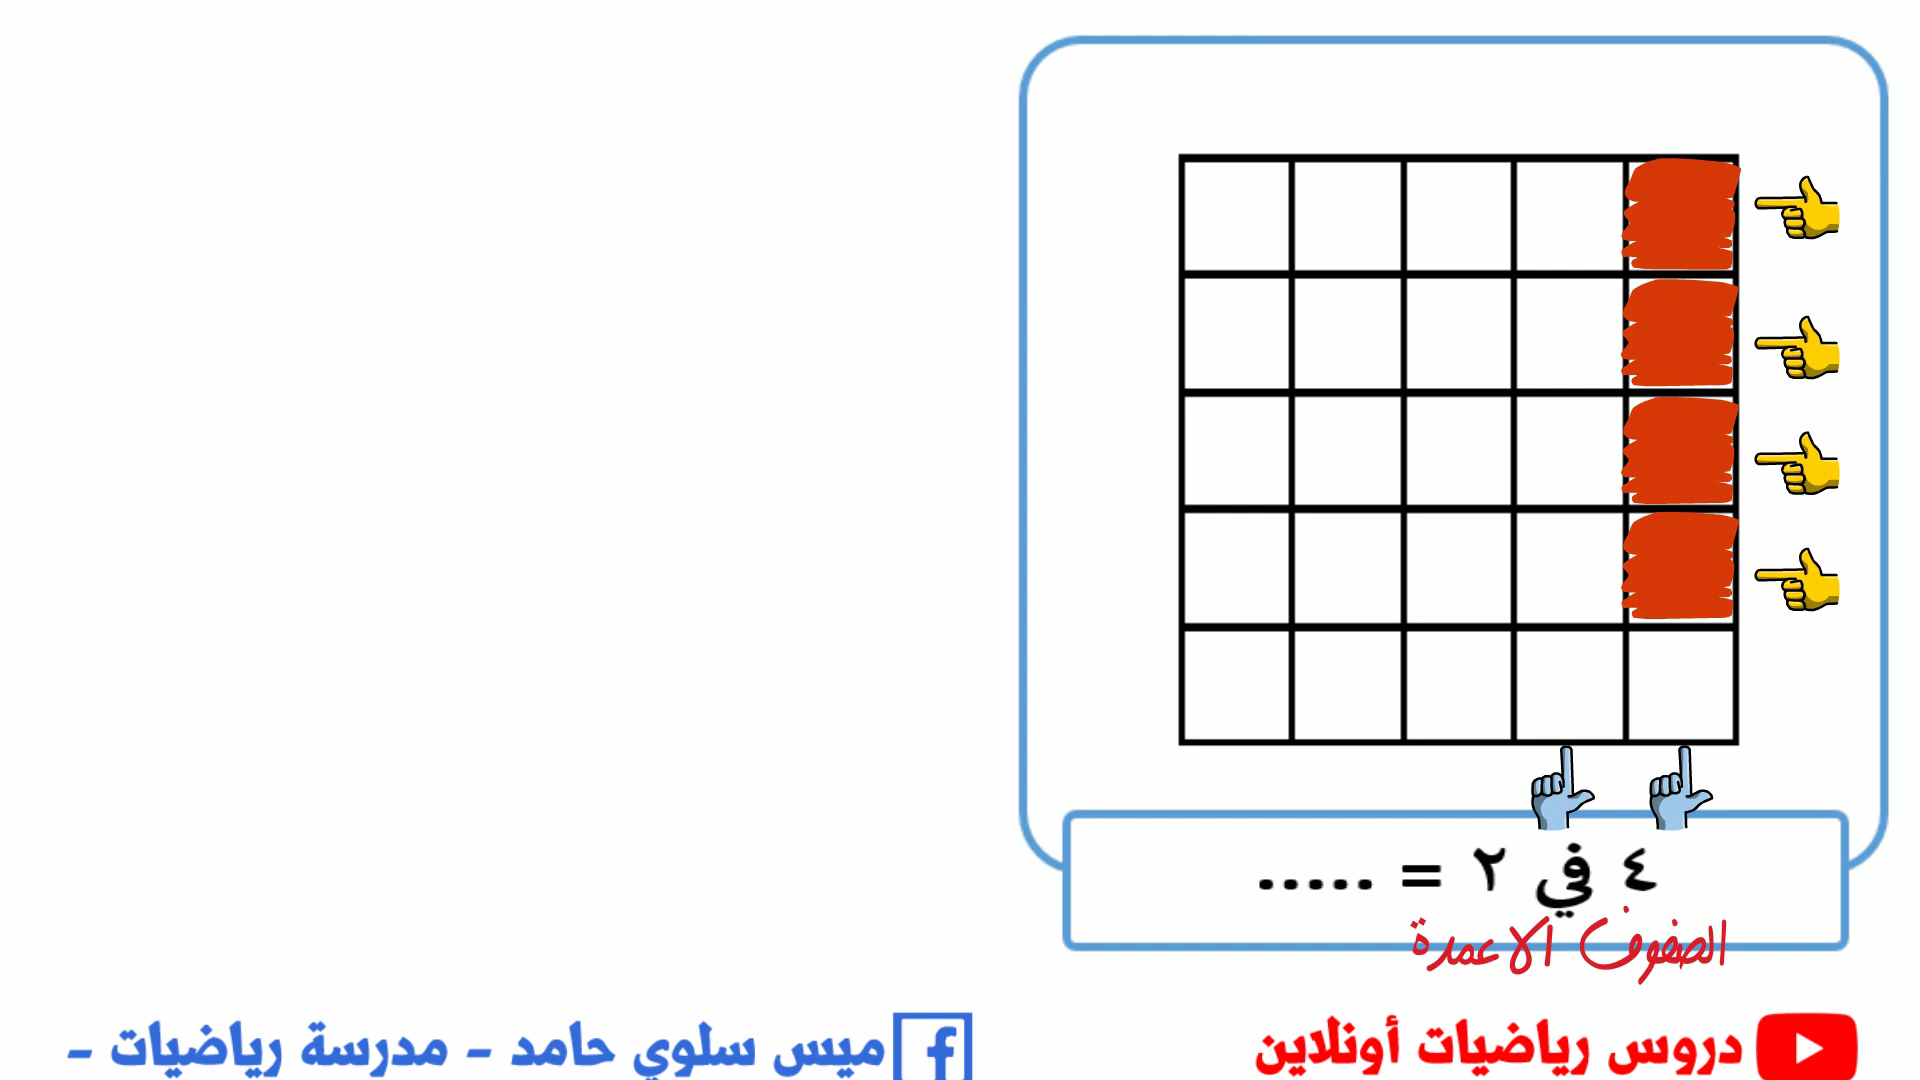 ٤ في ٢ = .....
الصفوف الاعمدة
دروس رياضيات أونلاين
ميس سلوي حامد - مدرسة رياضيات -